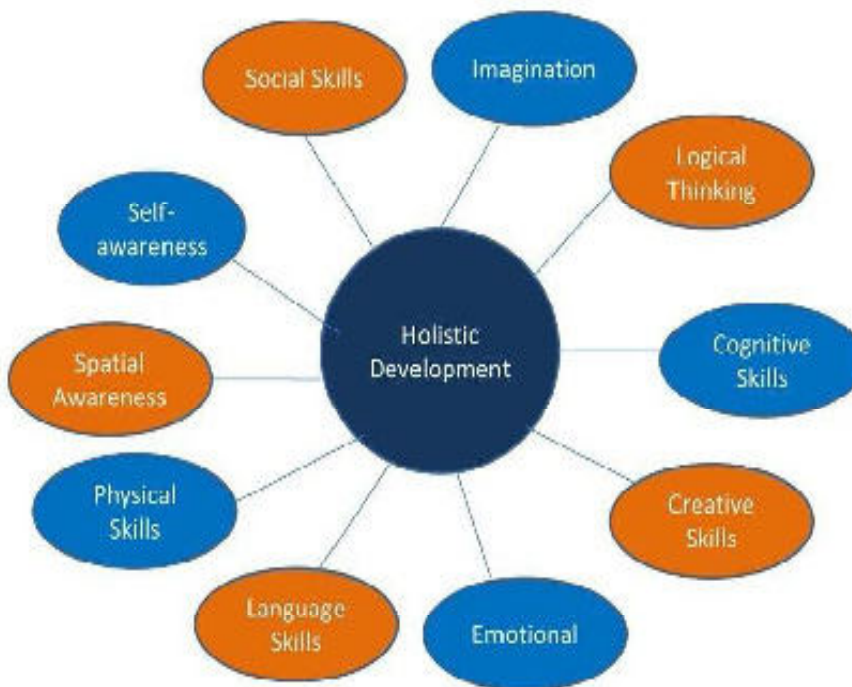 Social Skills
Imagination
Logical
Thinking
Self-
awareness
Holistic
Development
Cognitive
Skills
Spatial
Awareness
Physical
Skills
Creative
Skills
Language
Skills
Emotional